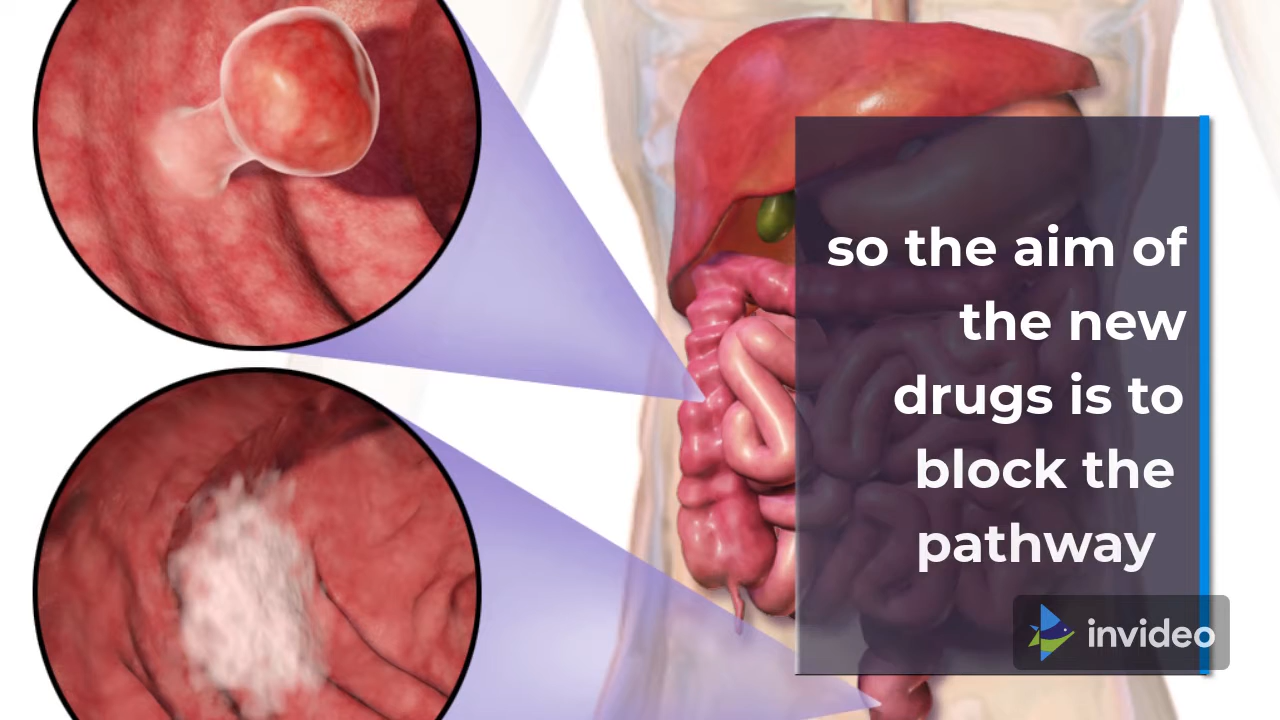 so the aim of
the new
drugs is to
block the
pathway
invideo